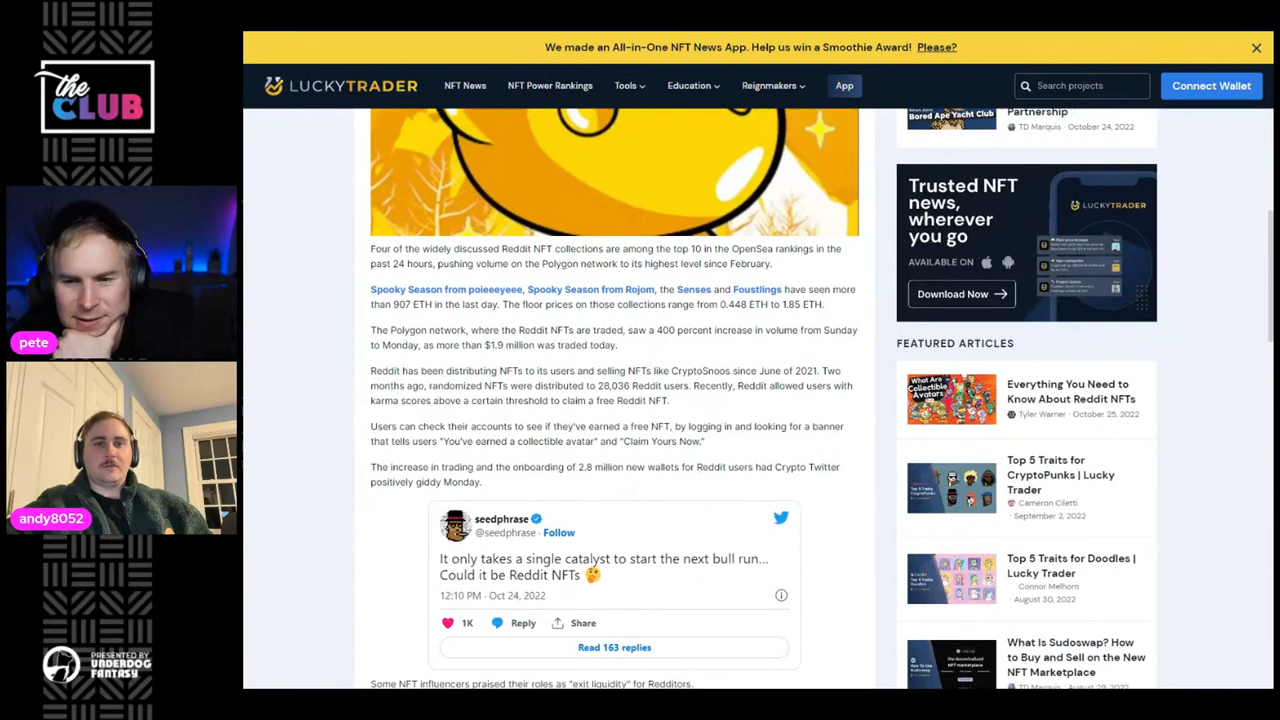 the
CLUB
pete
andy8052
PRESENTED BY
UNDERDOG
FANTASY
We made an All-in-One NFT News App. Help us win a Smoothie Award! Please?
LUCKYTRADER
NFT News
NFT Power Rankings
Tools
Education
Reignmakers
App
Search projects
Connect Wallet
Four of the widely discussed Reddit NFT collections are among the top 10 in the OpenSea rankings in the
past 24 hours, pushing volume on the Polygon network to its highest level since February.
Spooky Season from poieeeyeee, Spooky Season from Rojom, the Senses and Foustlings have seen more
than 907 ETH in the last day. The floor prices on those collections range from 0.448 ETH to 1.85 ETH.
The Polygon network, where the Reddit NFTs are traded, saw a 400 percent increase in volume from Sunday
to Monday, as more than $1.9 million was traded today.
Reddit has been distributing NFTs to its users and selling NFTs like CryptoSnoos since June of 2021. Two
months ago, randomized NFTs were distributed to 28,036 Reddit users. Recently, Reddit allowed users with
karma scores above a certain threshold to claim a free Reddit NFT.
Users can check their accounts to see if they've earned a free NFT, by logging in and looking for a banner
that tells users "You've earned a collectible avatar" and "Claim Yours Now."
The increase in trading and the onboarding of 2.8 million new wallets for Reddit users had Crypto Twitter
positively giddy Monday.
seedphrase
@seedphrase · Follow
It only takes a single catalyst to start the next bull run...
Could it be Reddit NFTs
12:10 PM · Oct 24, 2022
1K
Reply
Share
Read 163 replies
Some NFT influencers praised their roles as "exit liquidity" for Redditors.
Bored Ape Yacht Club
Partnership
TD Marquis · October 24, 2022
Trusted NFT
news,
wherever
you go
AVAILABLE ON
Download Now
LUCKYTRADER
FEATURED ARTICLES
What Are
Collectible
Avatars
Everything You Need to
Know About Reddit NFTs
Tyler Warner · October 25, 2022
Top 5 Traits for
CryptoPunks | Lucky
Trader
Cameron Ciletti ·
September 2, 2022
Top 5 Traits for Doodles |
Lucky Trader
Connor Melhorn
· August 30, 2022
What Is Sudoswap? How
to Buy and Sell on the New
NFT Marketplace
TD Marquis · August 29, 2022